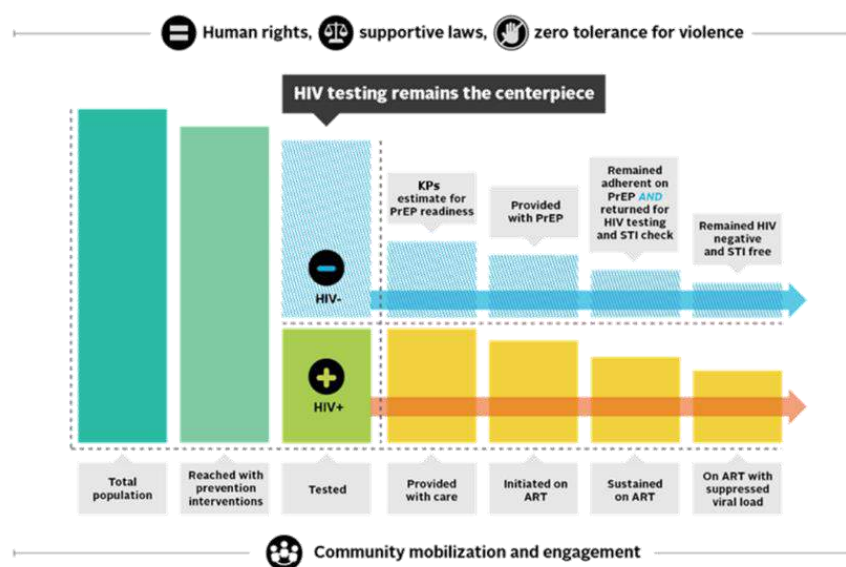 Human rights, supportive laws, zero tolerance for violence
HIV testing remains the centerpiece
KPs
estimate for
PrEP readiness
Provided
with PrEP
Remained
adherent on
PrEP AND
returned for
HIV testing
and STI check
Remained HIV
negative
and STI free
HIV-
HIV+
Total
population
Reached with
prevention
interventions
Tested
Provided
with care
Initiated on
ART
Sustained
on ART
On ART with
suppressed
viral load
Community mobilization and engagement